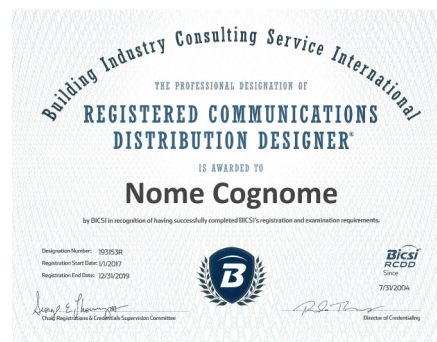 Building Industry Consulting Service International
THE PROFESSIONAL DESIGNATION OF
REGISTERED COMMUNICATIONS
DISTRIBUTION DESIGNER®
IS AWARDED TO
Nome Cognome
by BICSI in recognition of having successfully completed BICSI's registration and examination requirements.
Designation Number: 193153R
Registration Start Date: 1/1/2017
Registration End Date: 12/31/2019
B
Bicsi
RCDD
Since
7/31/2004
Chair, Registrations & Credentials Supervision Committee
Director of Credentialing